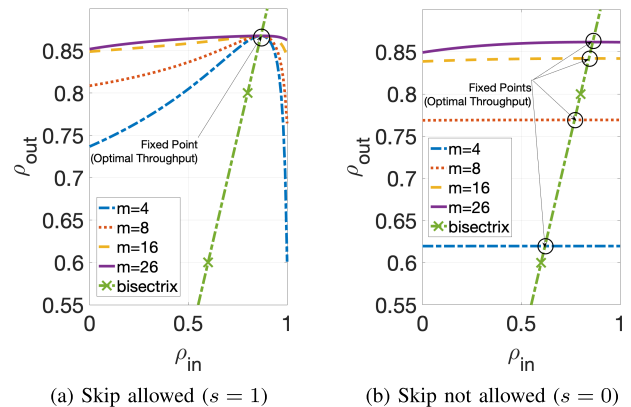 0.85
0.8
0.75
0.7
0.65
0.6
0.55
0
0.5
1
ρout
ρin
Fixed Point
(Optimal Throughput)
m=4
m=8
m=16
m=26
bisectrix
(a) Skip allowed (s = 1)
0.85
0.8
0.75
0.7
0.65
0.6
0.55
0
0.5
1
ρout
ρin
Fixed Points
(Optimal Throughput)
m=4
m=8
m=16
m=26
bisectrix
(b) Skip not allowed (s = 0)